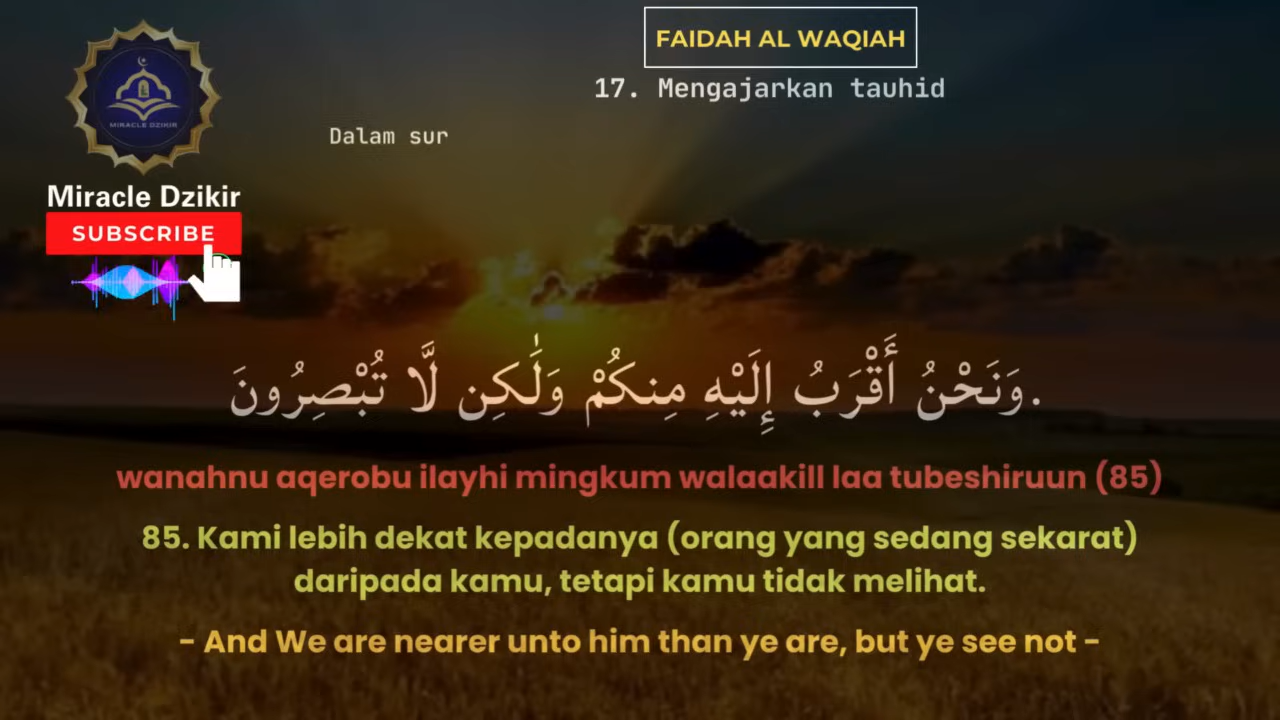 FAIDAH AL WAQIAH
17. Mengajarkan tauhid
Dalam sur
MIRACLE DZIKIR
Miracle Dzikir
SUBSCRIBE
وَنَحْنُ أَقْرَبُ إِلَيْهِ مِنكُمْ وَلَٰكِن لَّا تُبْصِرُونَ.
wanahnu aqerobu ilayhi mingkum walaakill laa tubeshiruun (85)
85. Kami lebih dekat kepadanya (orang yang sedang sekarat)
daripada kamu, tetapi kamu tidak melihat.
- And We are nearer unto him than ye are, but ye see not -